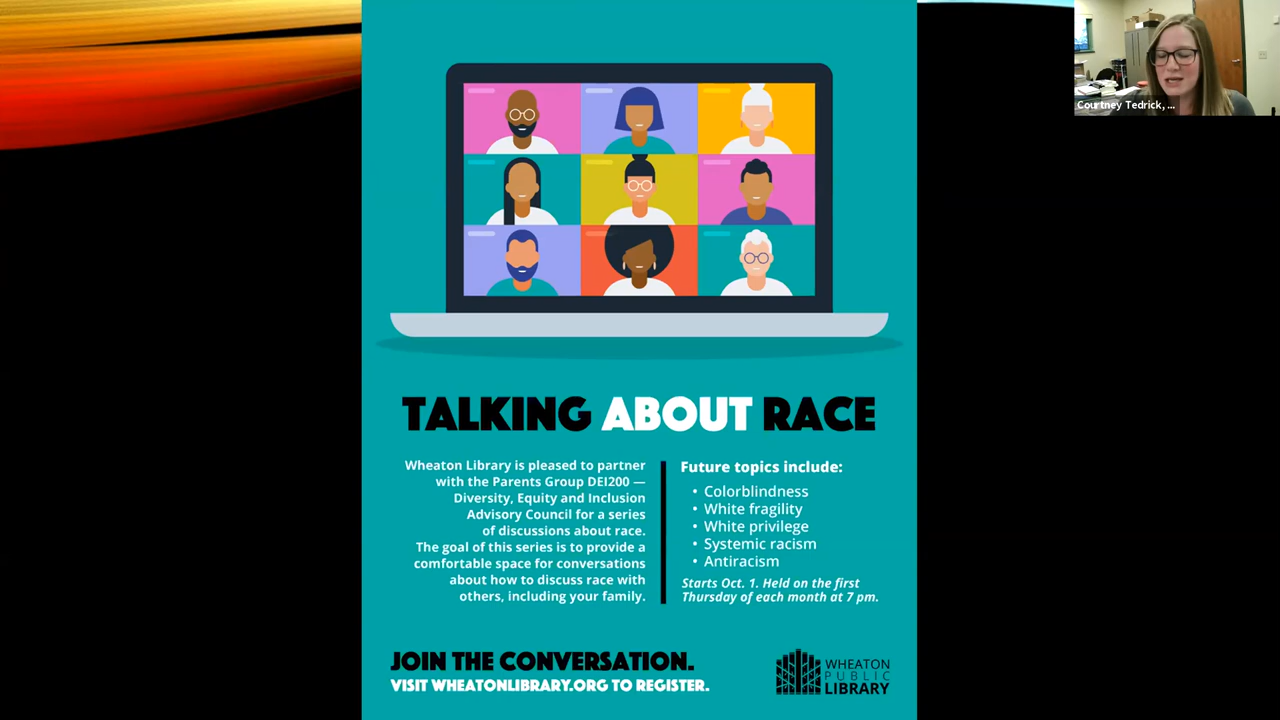 Courtney Tedrick, ...
TALKING ABOUT RACE
Wheaton Library is pleased to partner
with the Parents Group DEI200 —
Diversity, Equity and Inclusion
Advisory Council for a series
of discussions about race.
The goal of this series is to provide a
comfortable space for conversations
about how to discuss race with
others, including your family.
Future topics include:
• Colorblindness
• White fragility
• White privilege
• Systemic racism
• Antiracism
Starts Oct. 1. Held on the first
Thursday of each month at 7 pm.
JOIN THE CONVERSATION.
VISIT WHEATONLIBRARY.ORG TO REGISTER.
WHEATON
PUBLIC
LIBRARY